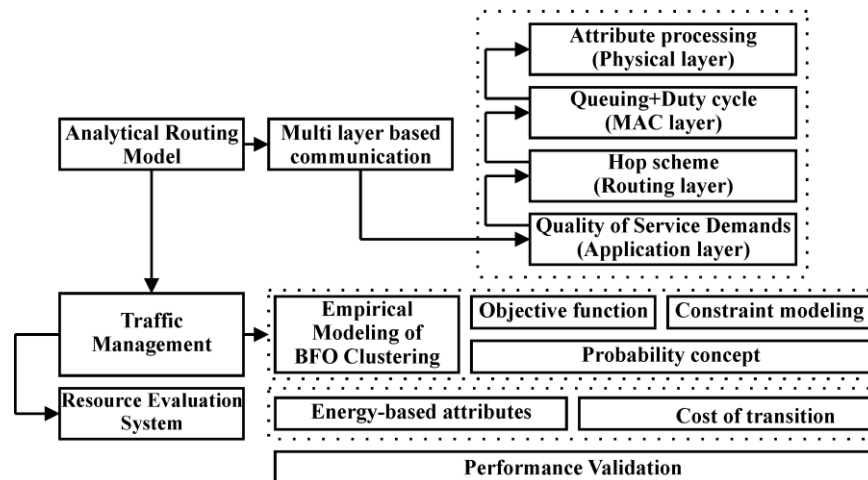 Attribute processing
(Physical layer)
Queuing+Duty cycle
(MAC layer)
Analytical Routing
Model
Multi layer based
communication
Hop scheme
(Routing layer)
Quality of Service Demands
(Application layer)
Traffic
Management
Empirical
Modeling of
BFO Clustering
Objective function
Constraint modeling
Probability concept
Resource Evaluation
System
Energy-based attributes
Cost of transition
Performance Validation